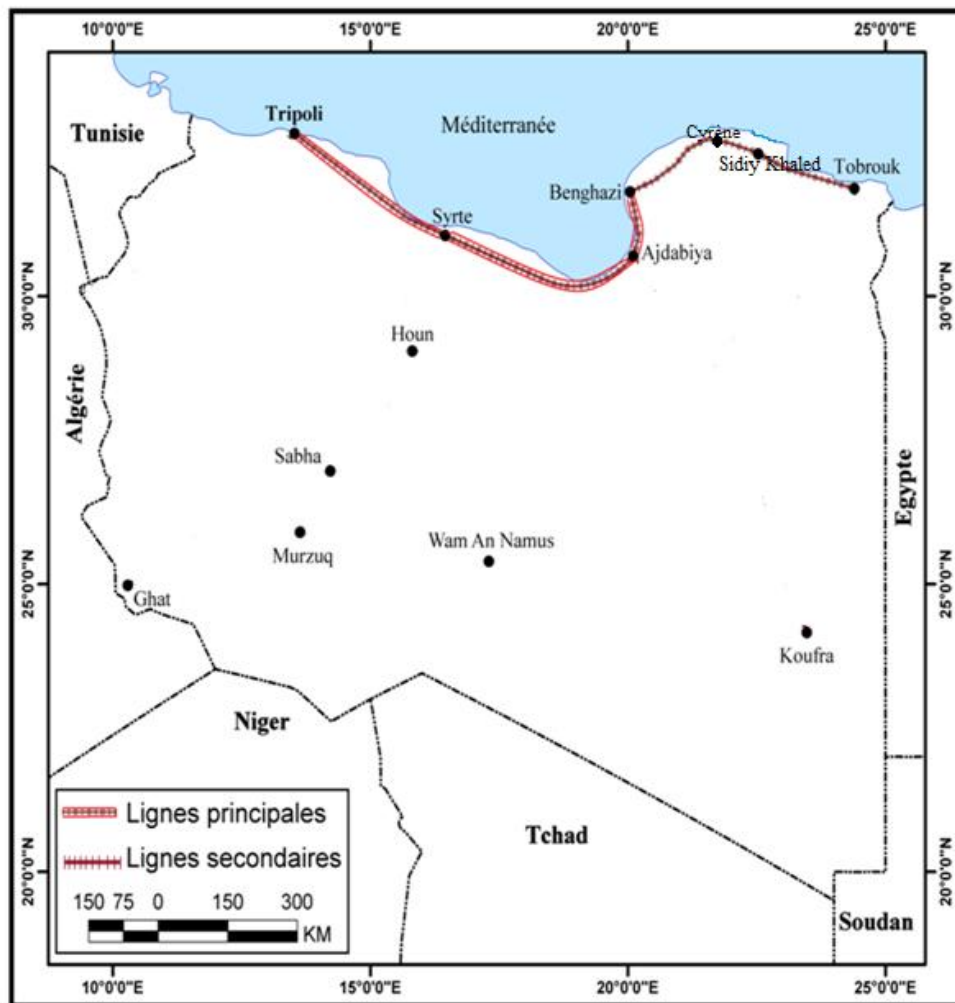 10°0'0"E
15°0'0"E
20°0'0"E
25°0'0"E
Tunisie
Tripoli
Méditerranée
Cyrène
Sidry Khaled
Tobrouk
Benghazi
Syrte
Ajdabiya
30°0'0"N
30°0'0"N
Houn
Algérie
Sabha
Egypte
Murzuq
Wam An Namus
25°0'0"N
25°0'0"N
Ghat
Koufra
Niger
Tchad
Lignes principales
Lignes secondaires
150 75 0 150 300
KM
20°0'0"N
20°0'0"N
Soudan
10°0'0"E
15°0'0"E
20°0'0"E
25°0'0"E